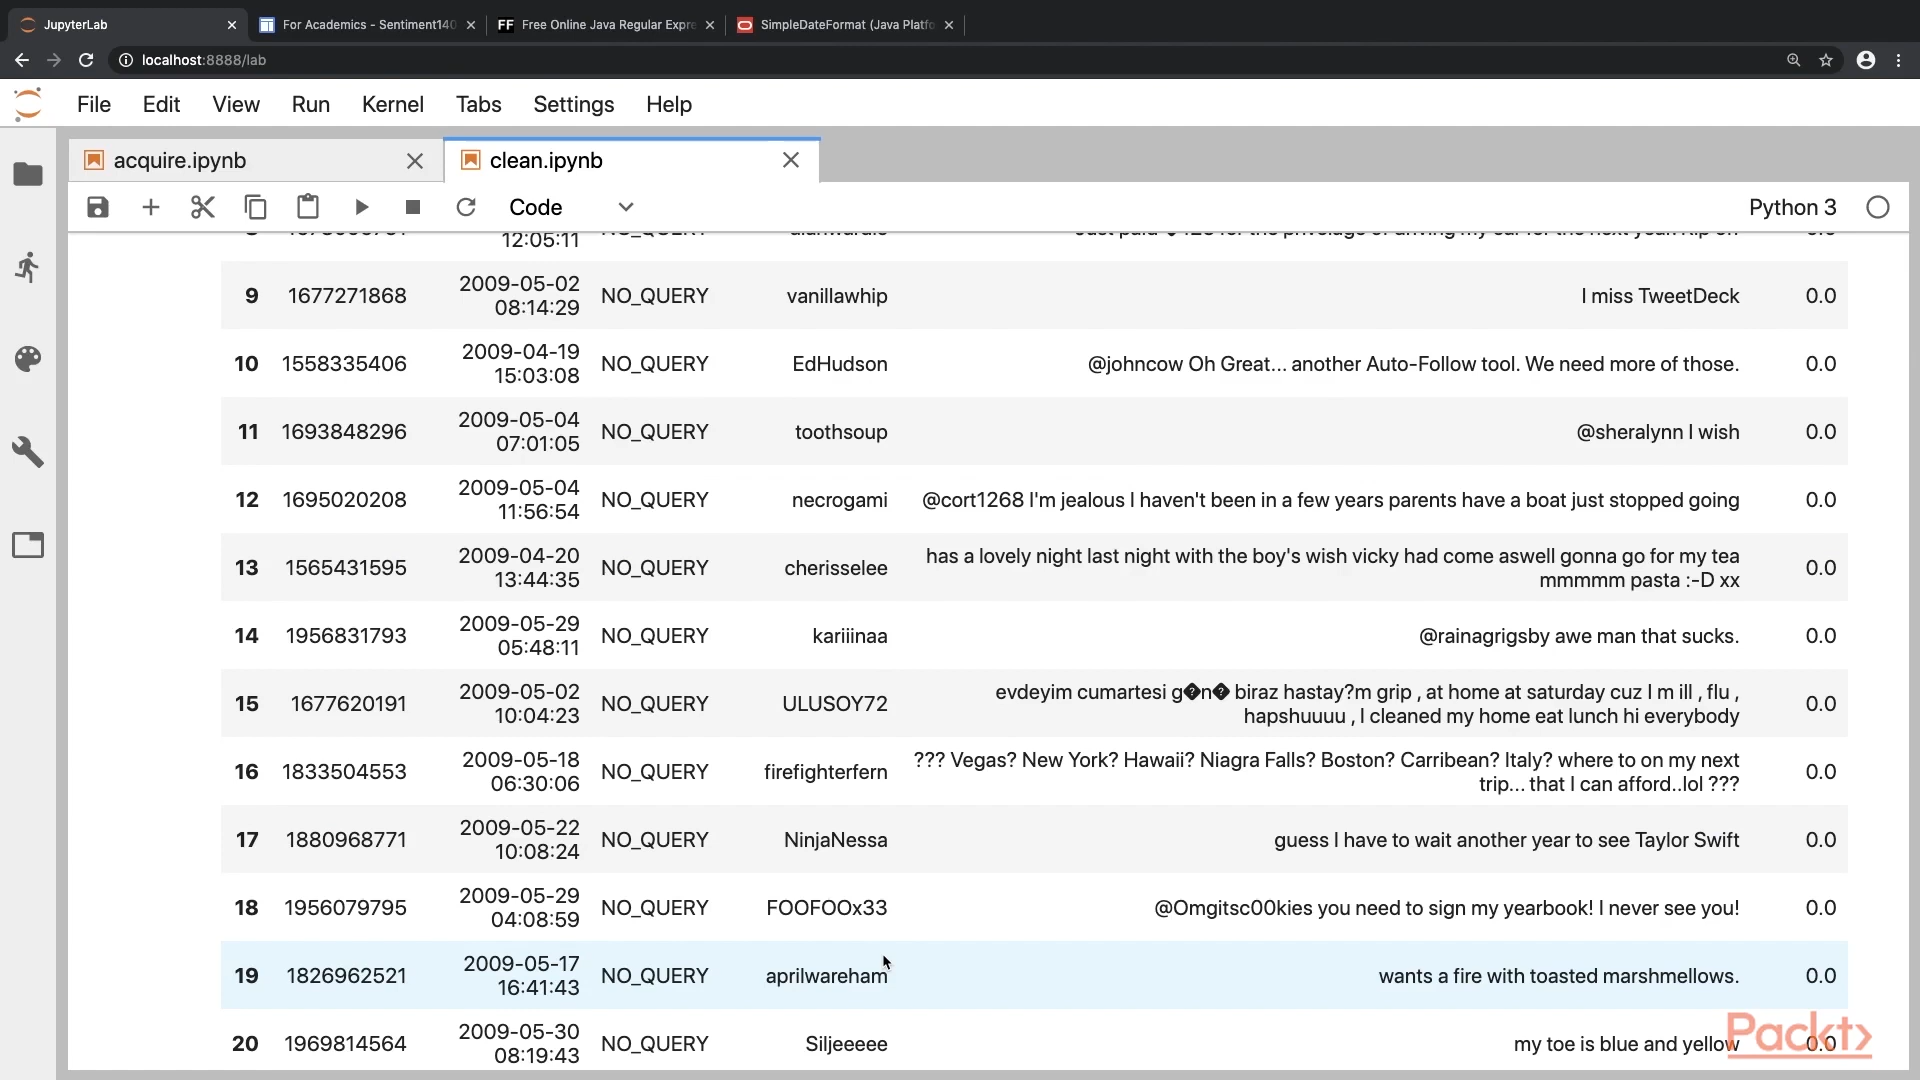 JupyterLab
For Academics - Sentiment140
FF Free Online Java Regular Expre
SimpleDateFormat (Java Platfo
localhost:8888/lab
File Edit View Run Kernel Tabs Settings Help
acquire.ipynb
clean.ipynb
Code
Python 3
12:05:11
9 1677271868 2009-05-02 08:14:29 NO_QUERY vanillawhip I miss TweetDeck 0.0
10 1558335406 2009-04-19 15:03:08 NO_QUERY EdHudson @johncow Oh Great... another Auto-Follow tool. We need more of those. 0.0
11 1693848296 2009-05-04 07:01:05 NO_QUERY toothsoup @sheralynn I wish 0.0
12 1695020208 2009-05-04 11:56:54 NO_QUERY necrogami @cort1268 I'm jealous I haven't been in a few years parents have a boat just stopped going 0.0
13 1565431595 2009-04-20 13:44:35 NO_QUERY cherisselee has a lovely night last night with the boy's wish vicky had come aswell gonna go for my tea
mmmmm pasta :-D xx 0.0
14 1956831793 2009-05-29 05:48:11 NO_QUERY kariiinaa @rainagrigsby awe man that sucks. 0.0
15 1677620191 2009-05-02 10:04:23 NO_QUERY ULUSOY72 evdeyim cumartesi g�n� biraz hastay?m grip , at home at saturday cuz I m ill , flu ,
hapshuuuu , I cleaned my home eat lunch hi everybody 0.0
16 1833504553 2009-05-18 06:30:06 NO_QUERY firefighterfern ??? Vegas? New York? Hawaii? Niagra Falls? Boston? Carribean? Italy? where to on my next
trip... that I can afford..lol ??? 0.0
17 1880968771 2009-05-22 10:08:24 NO_QUERY NinjaNessa guess I have to wait another year to see Taylor Swift 0.0
18 1956079795 2009-05-29 04:08:59 NO_QUERY FOOFOOx33 @Omgitsc00kies you need to sign my yearbook! I never see you! 0.0
19 1826962521 2009-05-17 16:41:43 NO_QUERY aprilwareham wants a fire with toasted marshmellows. 0.0
20 1969814564 2009-05-30 08:19:43 NO_QUERY Siljeeeee my toe is blue and yellow 0.0
Packt>